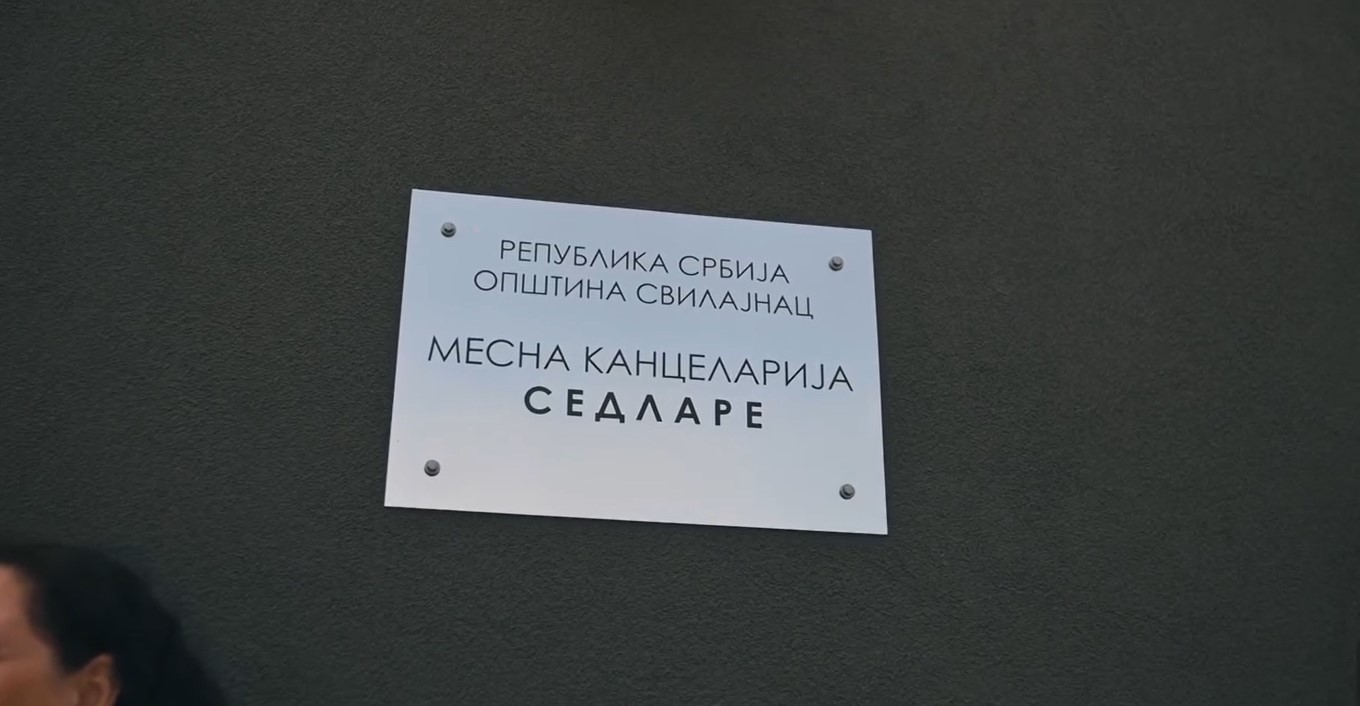 РЕПУБЛИКА СРБИЈА
ОПШТИНА СВИЛАЈНАЦ
МЕСНА КАНЦЕЛАРИЈА
СЕДЛАРЕ